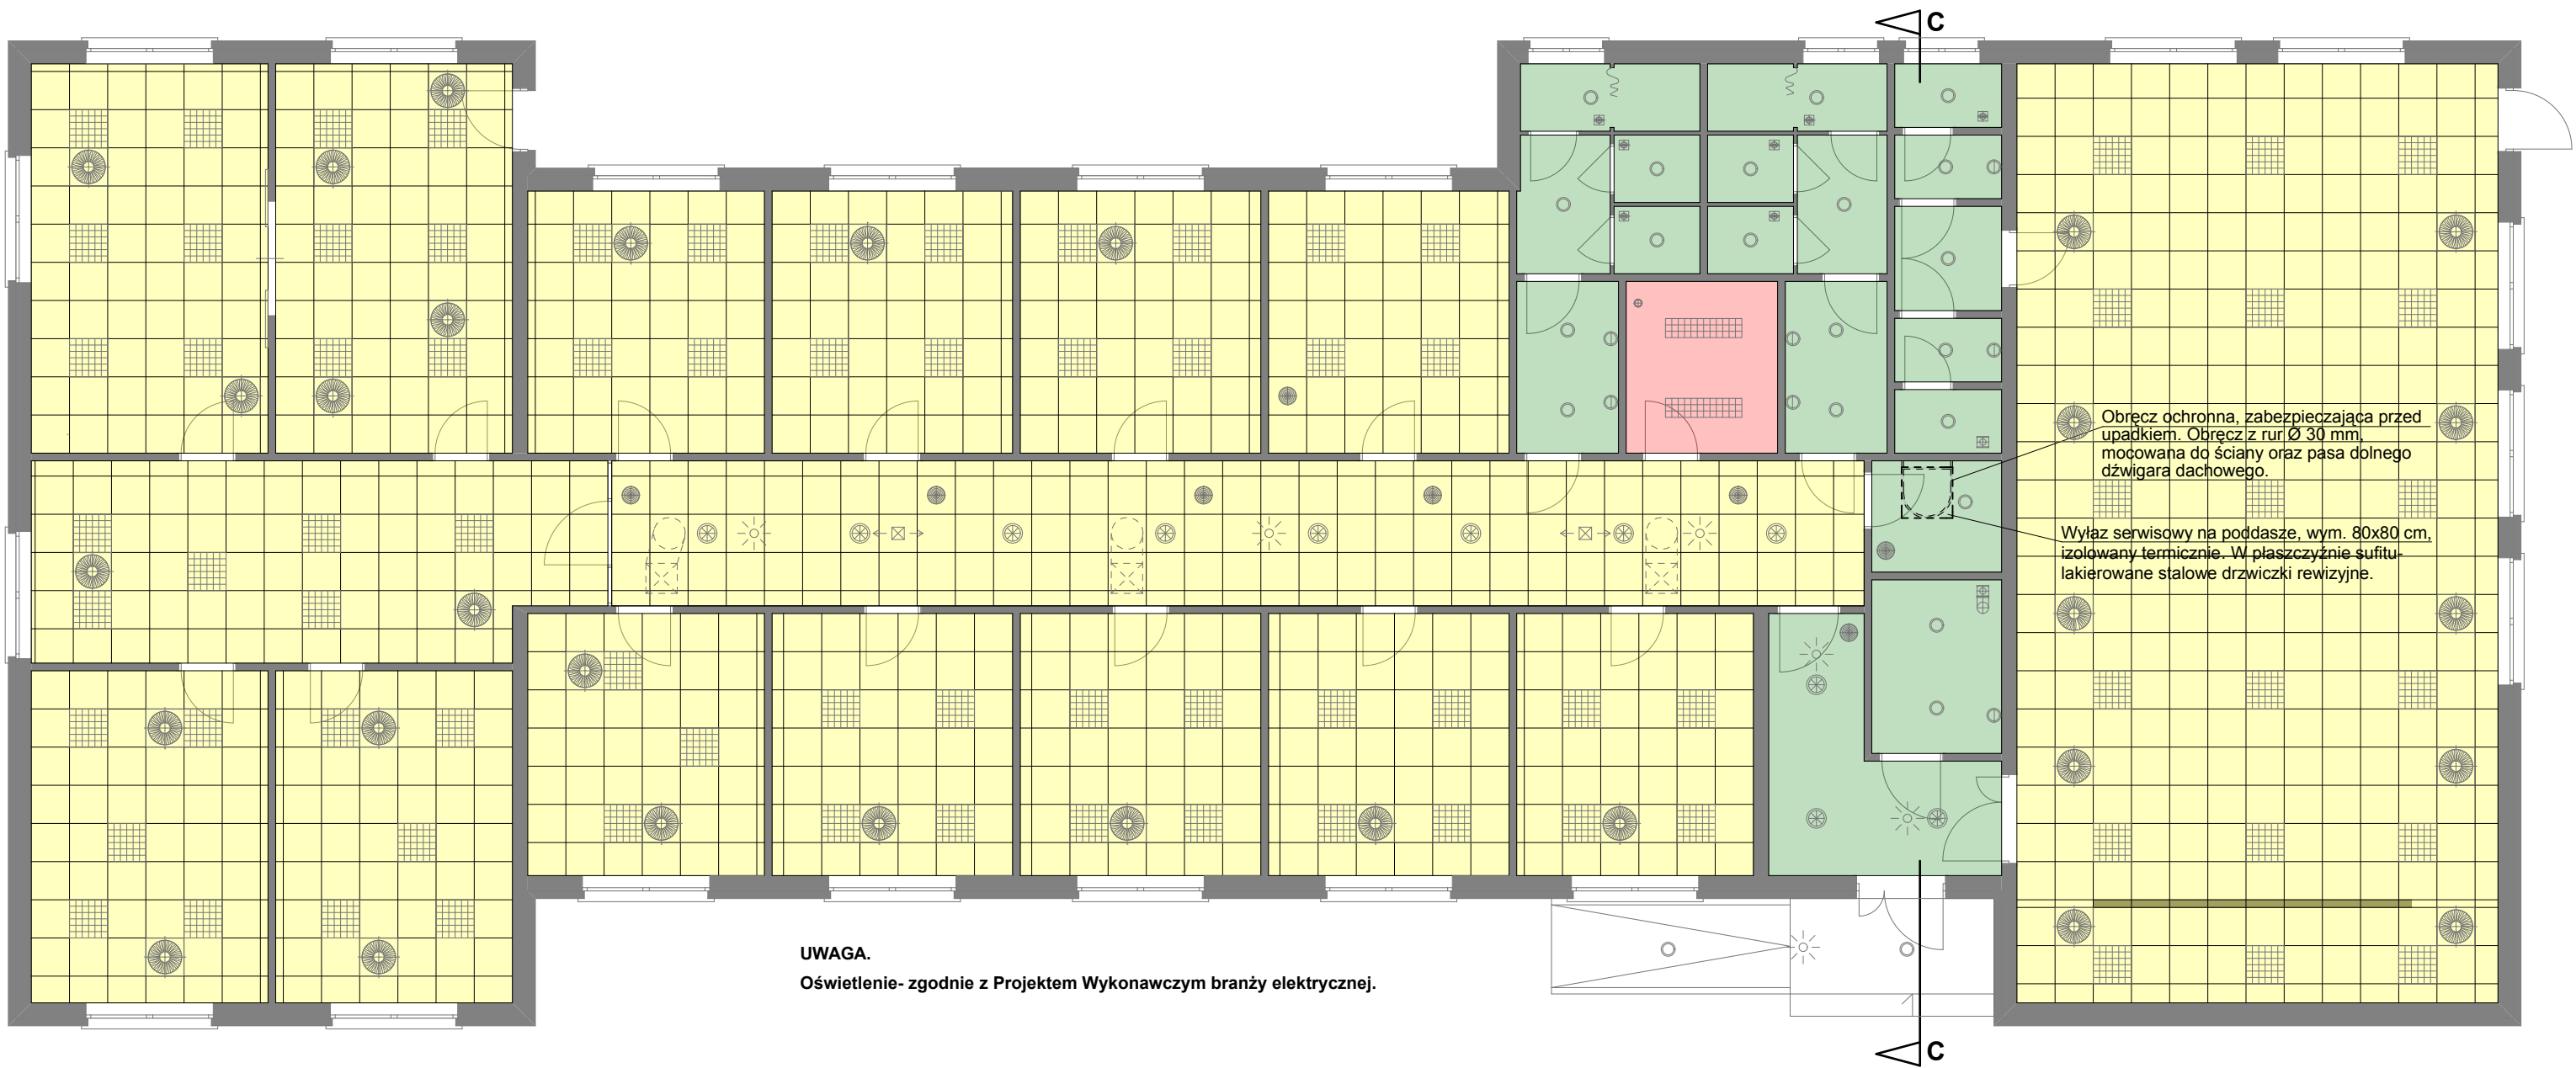 C
Obręcz ochronna, zabezpieczająca przed
upadkiem. Obręcz z rur Ø 30 mm,
mocowana do ściany oraz pasa dolnego
dźwigara dachowego.
Wyłaz serwisowy na poddasze, wym. 80x80 cm,
izolowany termicznie. W płaszczyźnie sufitu-
lakierowane stalowe drzwiczki rewizyjne.
UWAGA.
Oświetlenie- zgodnie z Projektem Wykonawczym branży elektrycznej.
C